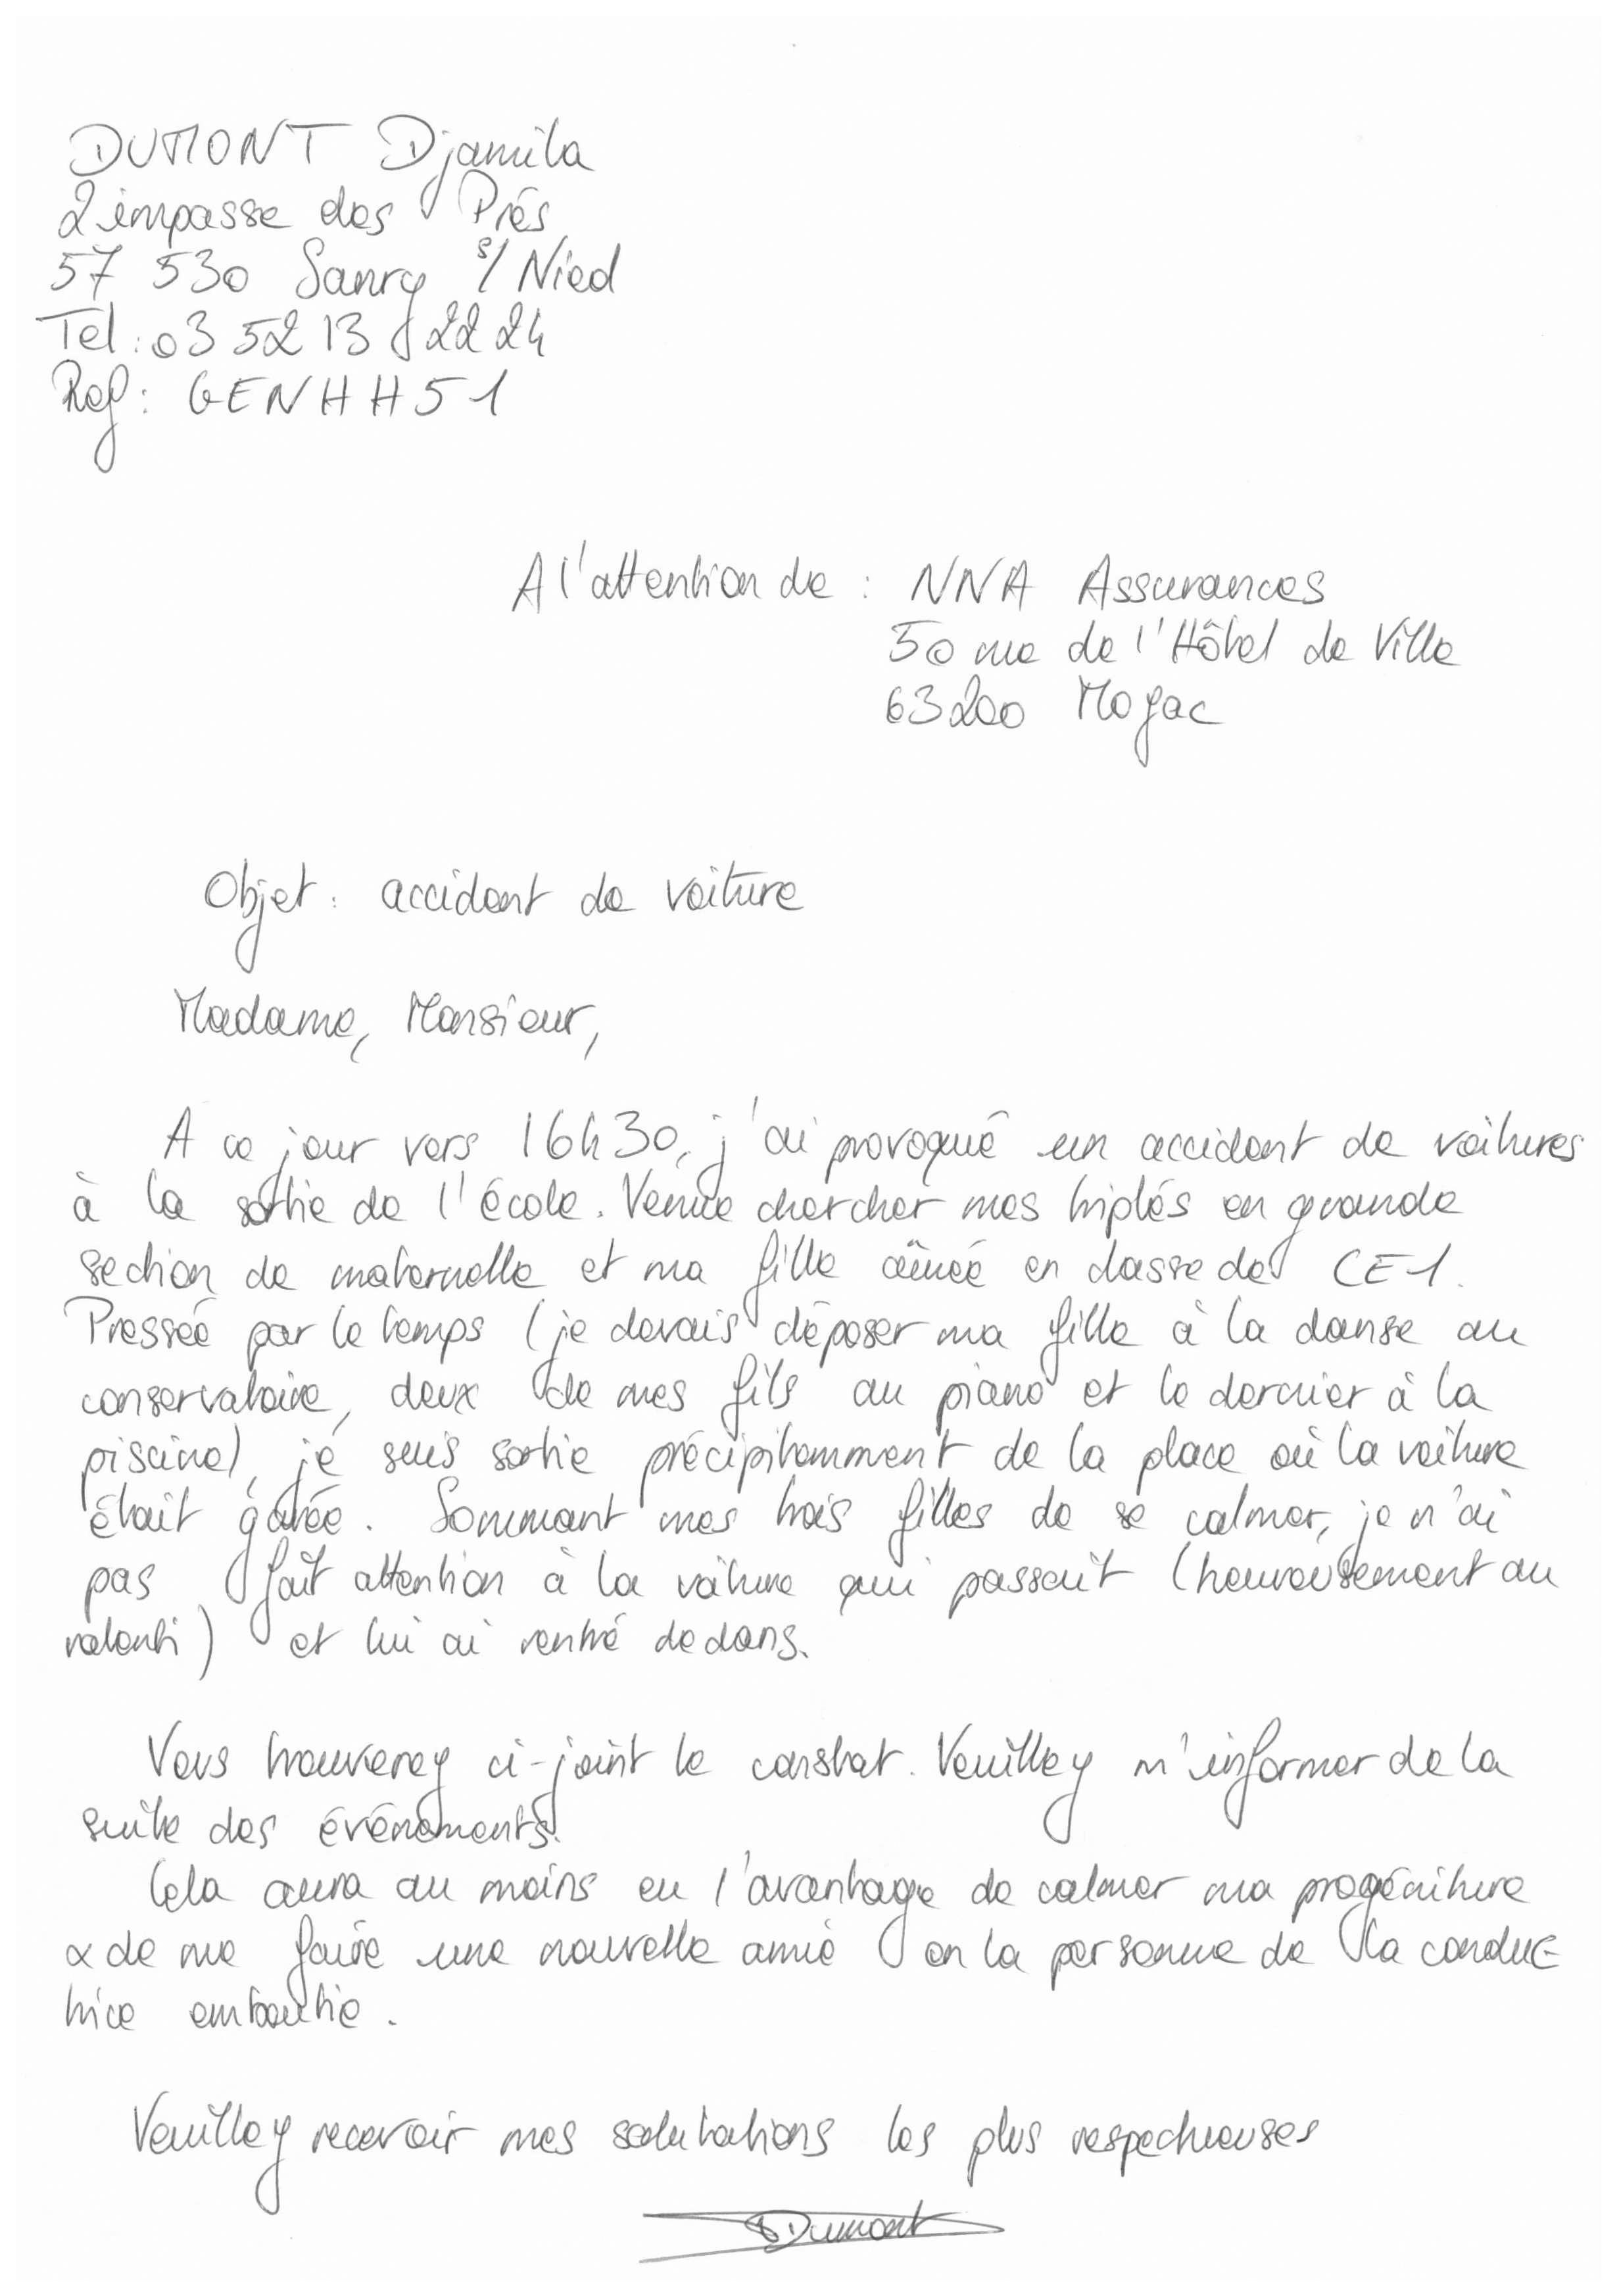 DUMONT Djamila
2 impasse des Prés
57 530 Sanry s/ Nied
Tel : 03 52 13 22 24
Ref : GENHH51
A l'attention de : NNA Assurances
50 rue de l'Hôtel de Ville
63200 Mozac
Objet : accident de voiture
Madame, Monsieur,
A ce jour vers 16h30, j'ai provoqué un accident de voitures
à la sortie de l'école. Venue chercher mes triplés en grande
section de maternelle et ma fille aînée en classe de CE1.
Pressée par le temps (je devais déposer ma fille à la danse au
conservatoire, deux de mes fils au piano et le dernier à la
piscine), je suis sortie précipitamment de la place où la voiture
était garée. Sommant mes trois filles de se calmer, je n'ai
pas fait attention à la voiture qui passait (heureusement au
ralenti) et lui ai rentré dedans.
Vous trouverez ci-joint le constat. Veuillez m'informer de la
suite des événements.
Cela aura au moins eu l'avantage de calmer ma progéniture
& de me faire une nouvelle amie en la personne de la conduc
trice emboutie.
Veuillez recevoir mes salutations les plus respectueuses
DDumont